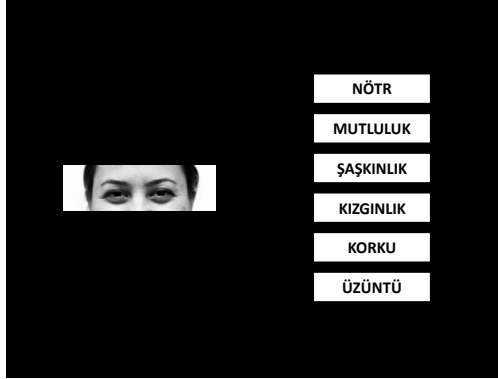 NÖTR
MUTLULUK
ŞAŞKINLIK
KIZGINLIK
KORKU
ÜZÜNTÜ